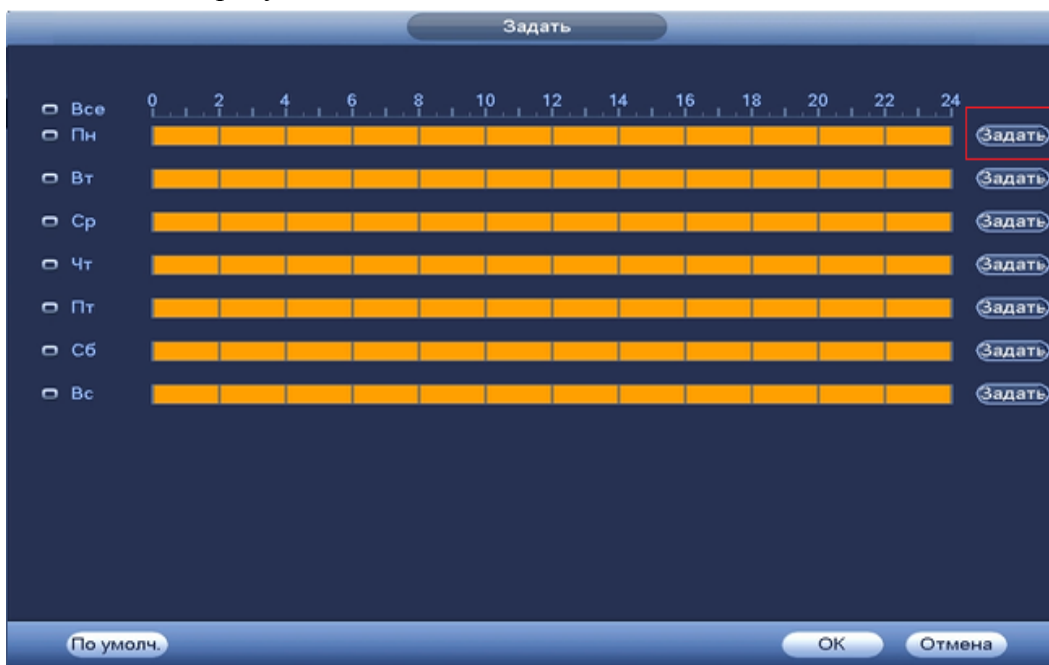 Задать
Все 0 2 4 6 8 10 12 14 16 18 20 22 24
Пн Задать
Вт Задать
Ср Задать
Чт Задать
Пт Задать
Сб Задать
Вс Задать
По умолч. OK Отмена